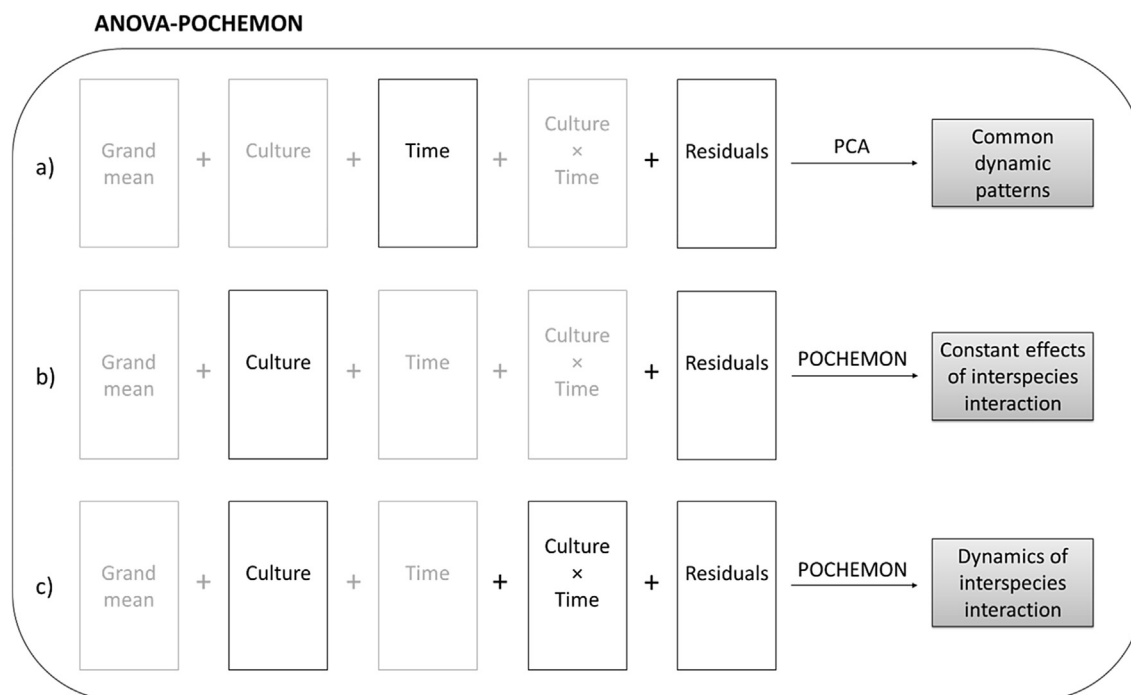 ANOVA-POCHEMON
a)
Grand
mean
+
Culture
+
Time
+
Culture
×
Time
+
Residuals
PCA
Common
dynamic
patterns
b)
Grand
mean
+
Culture
+
Time
+
Culture
×
Time
+
Residuals
POCHEMON
Constant effects
of interspecies
interaction
c)
Grand
mean
+
Culture
+
Time
+
Culture
×
Time
+
Residuals
POCHEMON
Dynamics of
interspecies
interaction